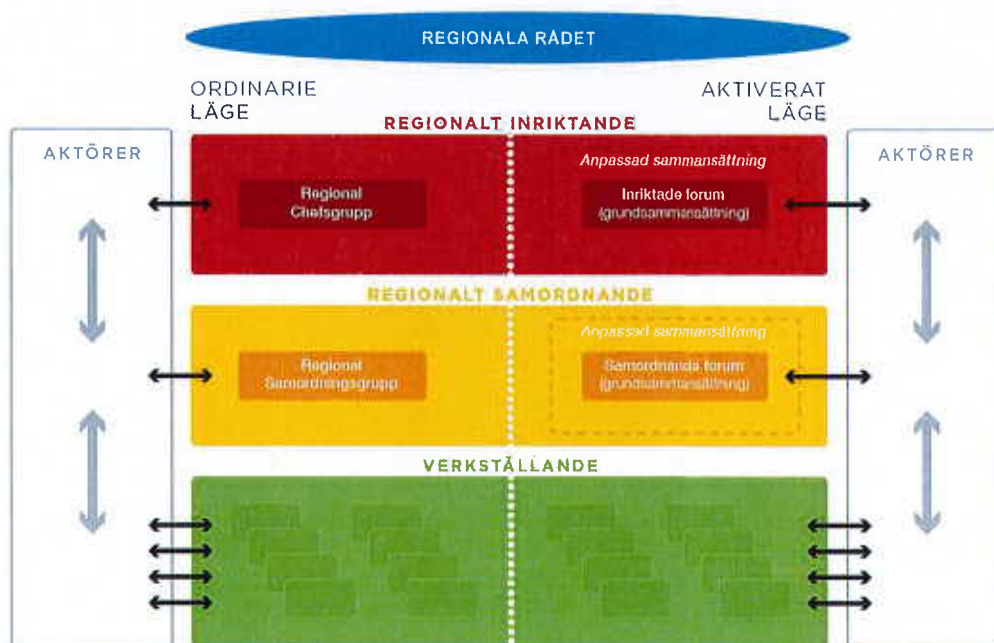 REGIONALA RÅDET
ORDINARIE
LÄGE
AKTIVERAT
LÄGE
REGIONALT INRIKTANDE
AKTÖRER
AKTÖRER
Anpassad sammansättning
Regional
Chefsgrupp
Inriktade forum
(grundsammansättning)
REGIONALT SAMORDNANDE
Anpassad sammansättning
Regional
Samordningsgrupp
Samordnande forum
(grundsammansättning)
VERKSTÄLLANDE